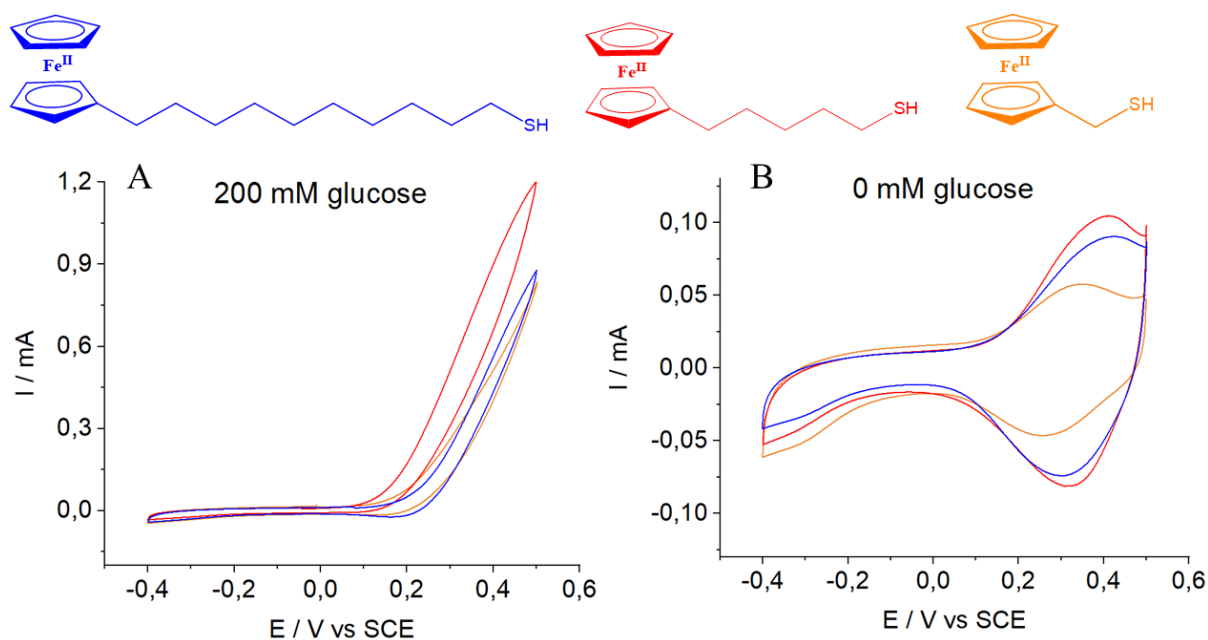 Fe^II
SH
Fe^II
SH
Fe^II
SH
A
200 mM glucose
1,2
0,9
0,6
0,3
0,0
I / mA
-0,4 -0,2 0,0 0,2 0,4 0,6
E / V vs SCE
B
0 mM glucose
0,10
0,05
0,00
-0,05
-0,10
I / mA
-0,4 -0,2 0,0 0,2 0,4 0,6
E / V vs SCE